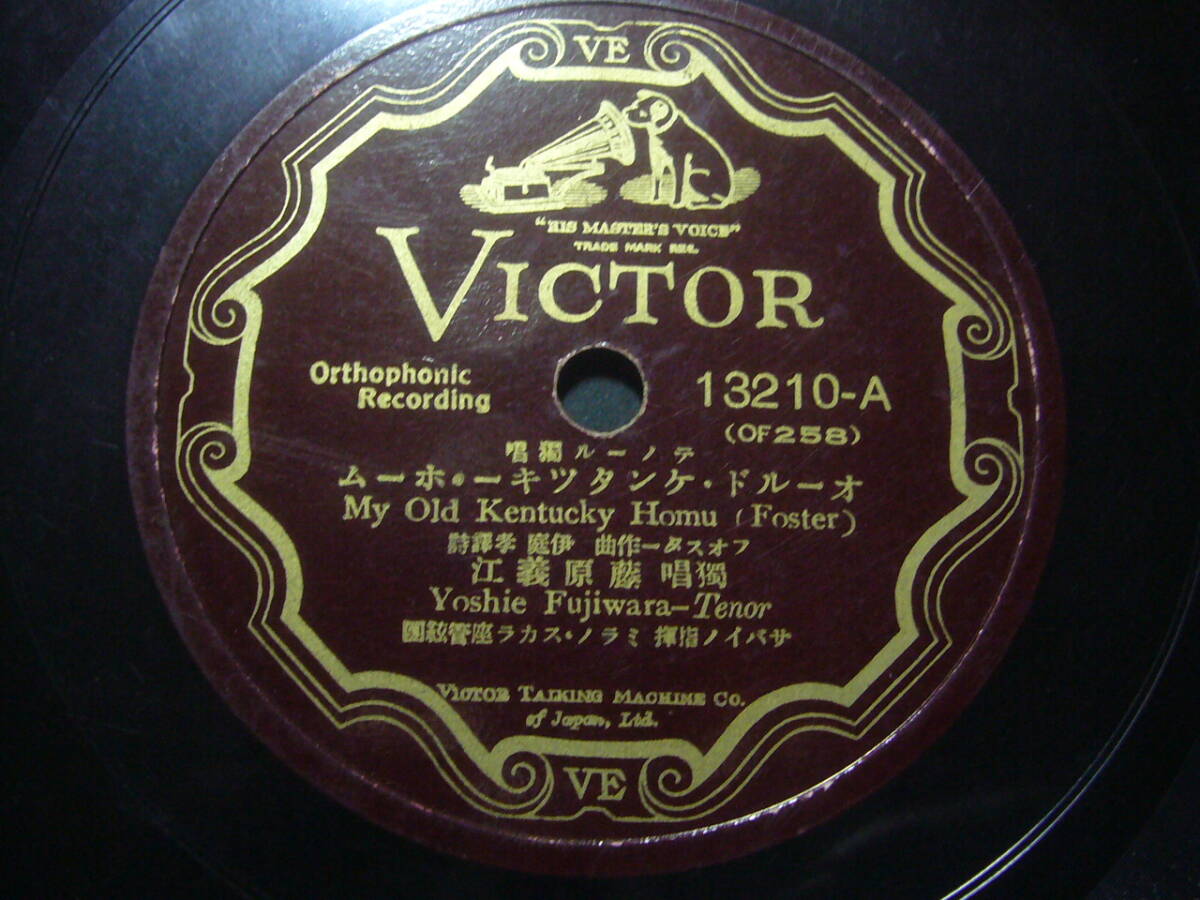 VE
"HIS MASTER'S VOICE"
TRADE MARK REG.
VICTOR
Orthophonic
Recording
13210-A
(OF258)
テノール獨唱
オールド・ケンタツキー・ホーム
My Old Kentucky Homu (Foster)
フオスター作曲 伊庭 孝譯詩
獨唱 藤原義江
Yoshie Fujiwara—Tenor
サバイノ指揮 ミラノ・スカラ座管絃團
VICTOR TALKING MACHINE CO.
of Japan, Ltd.
VE